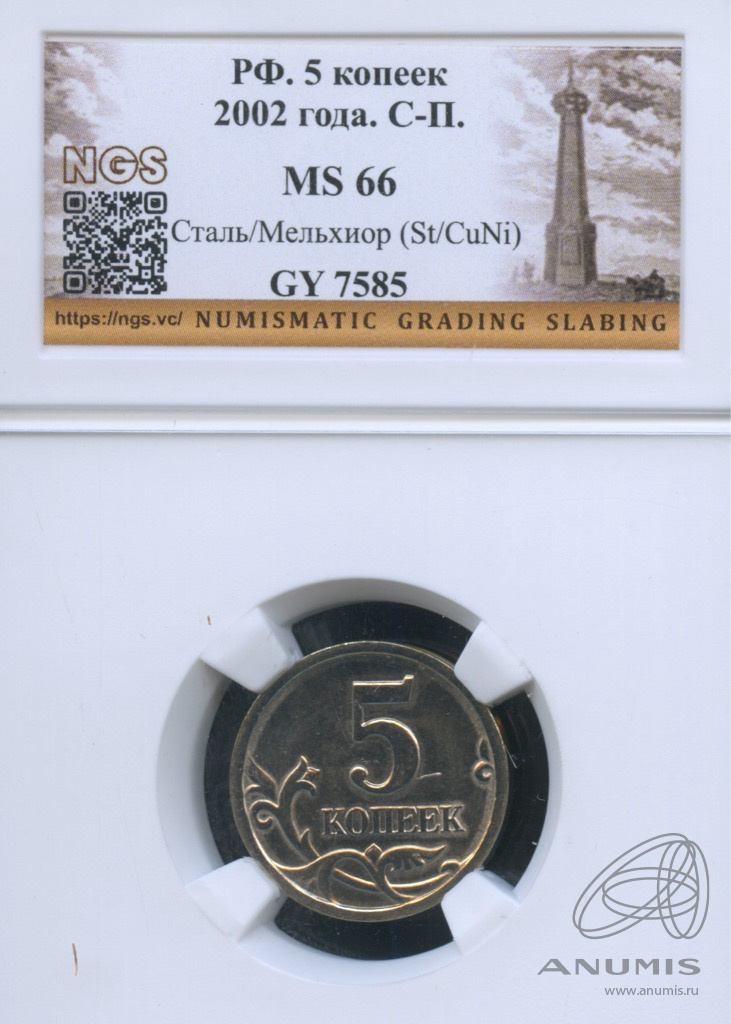 РФ. 5 копеек
2002 года. С-П.
NGS
MS 66
Сталь/Мельхиор (St/CuNi)
GY 7585
https://ngs.vc/ NUMISMATIC GRADING SLABING
5
КОПЕЕК
ANUMIS
www.anumis.ru